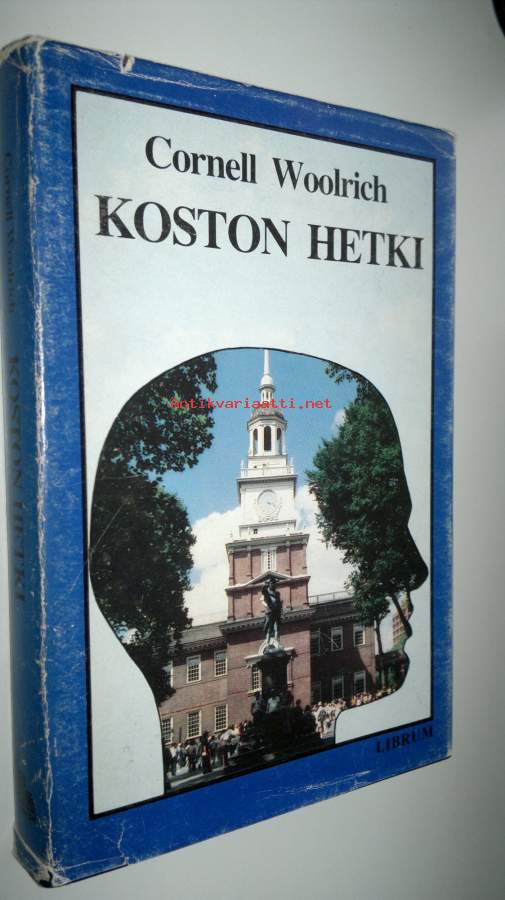 Cornell Woolrich
KOSTON HETKI
antikvariaatti.net
LIBRUM
Cornell Woolrich
KOSTON HETKI